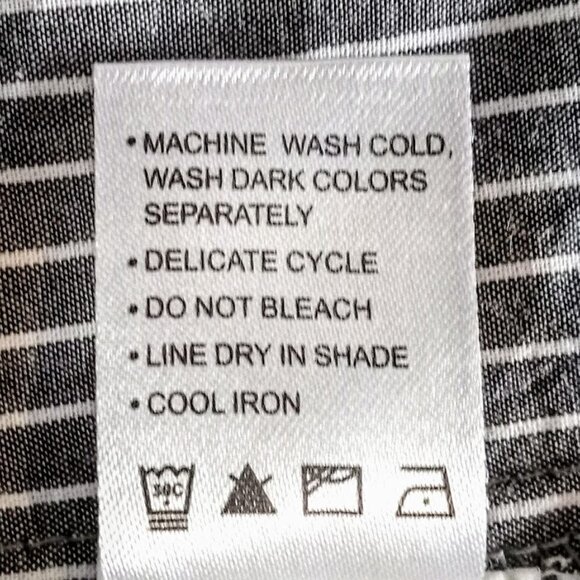 • MACHINE WASH COLD,
WASH DARK COLORS
SEPARATELY
• DELICATE CYCLE
• DO NOT BLEACH
• LINE DRY IN SHADE
• COOL IRON
30C